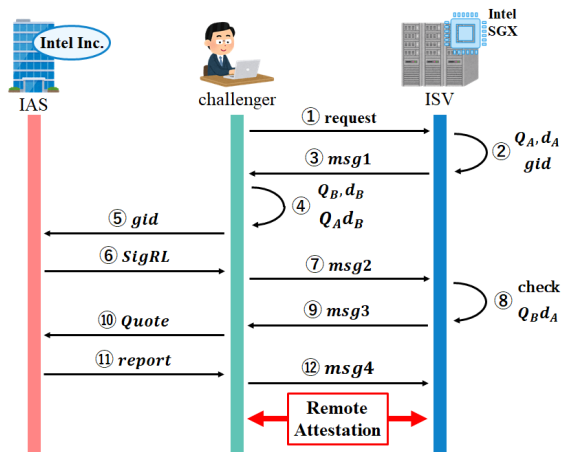 Intel Inc.
Intel
SGX
IAS
challenger
ISV
① request
② Q_A, d_A
gid
③ msg1
Q_B, d_B
④
Q_A d_B
⑤ gid
⑥ SigRL
⑦ msg2
⑧ check
Q_B d_A
⑨ msg3
⑩ Quote
⑪ report
⑫ msg4
Remote
Attestation